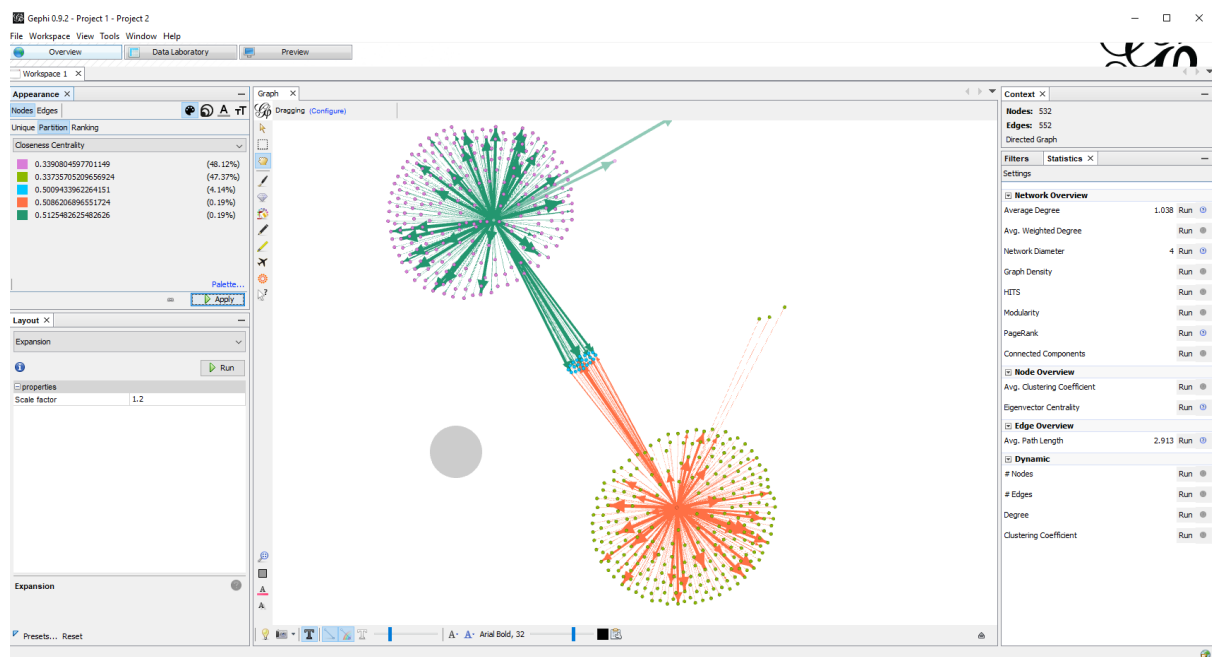 Gephi 0.9.2 - Project 1 - Project 2
File Workspace View Tools Window Help
Overview Data Laboratory Preview
Workspace 1
Appearance
Nodes Edges
Unique Partition Ranking
Closeness Centrality
0.3390804597701149 (48.12%)
0.33735705209656924 (47.37%)
0.5009433962264151 (4.14%)
0.5086206896551724 (0.19%)
0.5125482625482626 (0.19%)
Palette...
Apply
Layout
Expansion
Run
properties
Scale factor 1.2
Expansion
Presets... Reset
Graph
Dragging (Configure)
Arial Bold, 32
Context
Nodes: 532
Edges: 552
Directed Graph
Filters Statistics
Settings
Network Overview
Average Degree 1.038 Run
Avg. Weighted Degree Run
Network Diameter 4 Run
Graph Density Run
HITS Run
Modularity Run
PageRank Run
Connected Components Run
Node Overview
Avg. Clustering Coefficient Run
Eigenvector Centrality Run
Edge Overview
Avg. Path Length 2.913 Run
Dynamic
# Nodes Run
# Edges Run
Degree Run
Clustering Coefficient Run